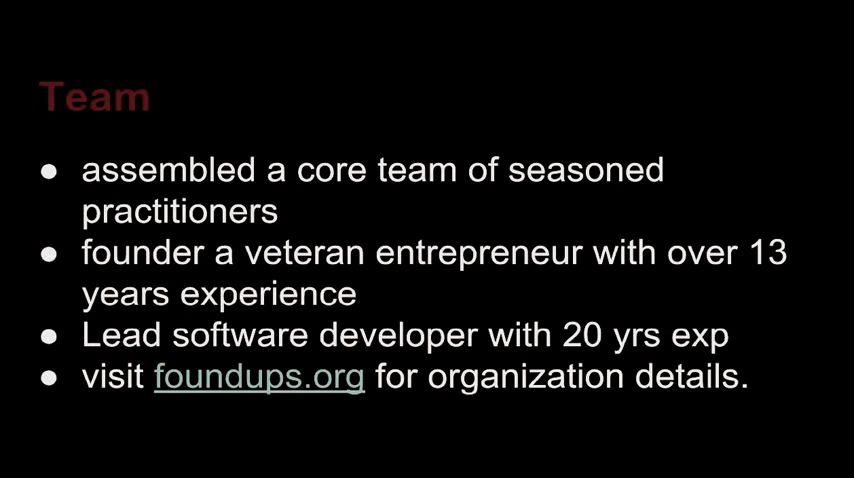 Team
● assembled a core team of seasoned
practitioners
● founder a veteran entrepreneur with over 13
years experience
● Lead software developer with 20 yrs exp
● visit foundups.org for organization details.